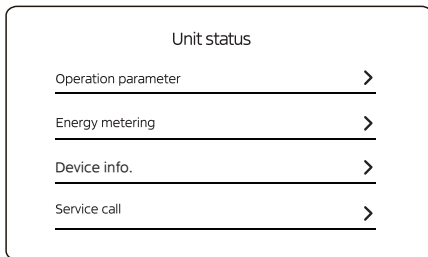 Unit status
Operation parameter
Energy metering
Device info.
Service call